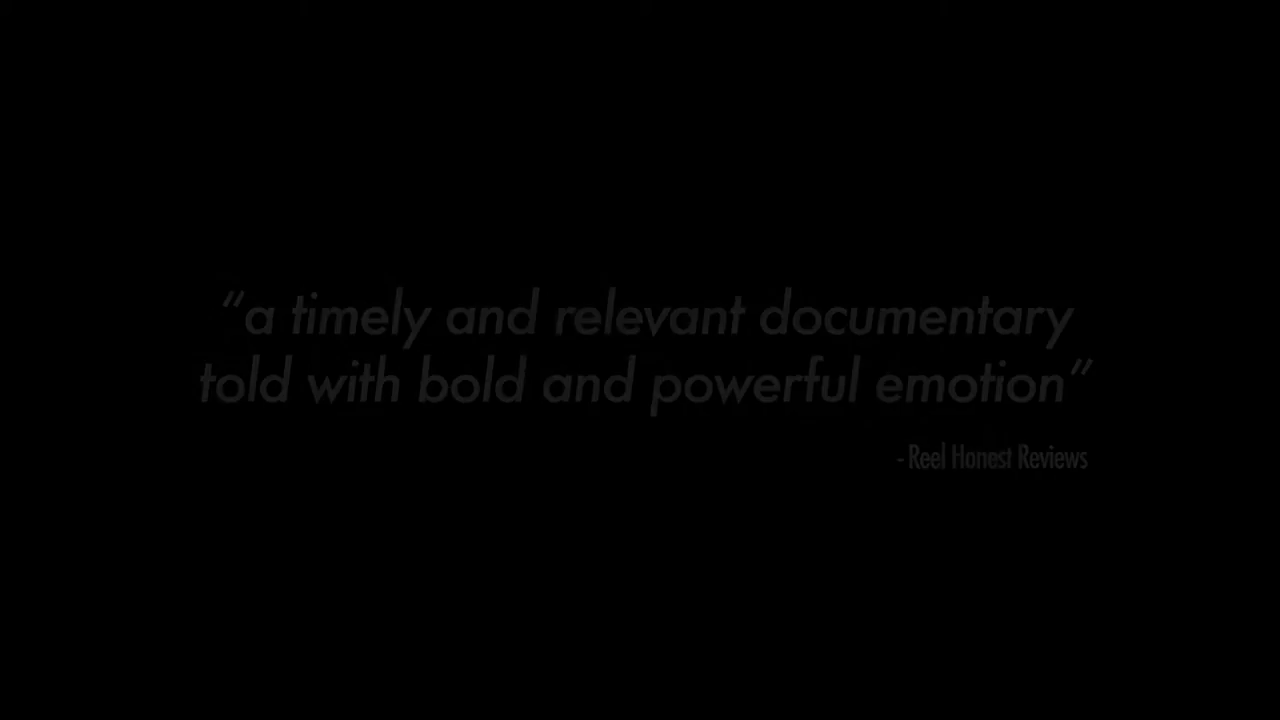 “a timely and relevant documentary
told with bold and powerful emotion”
- Reel Honest Reviews